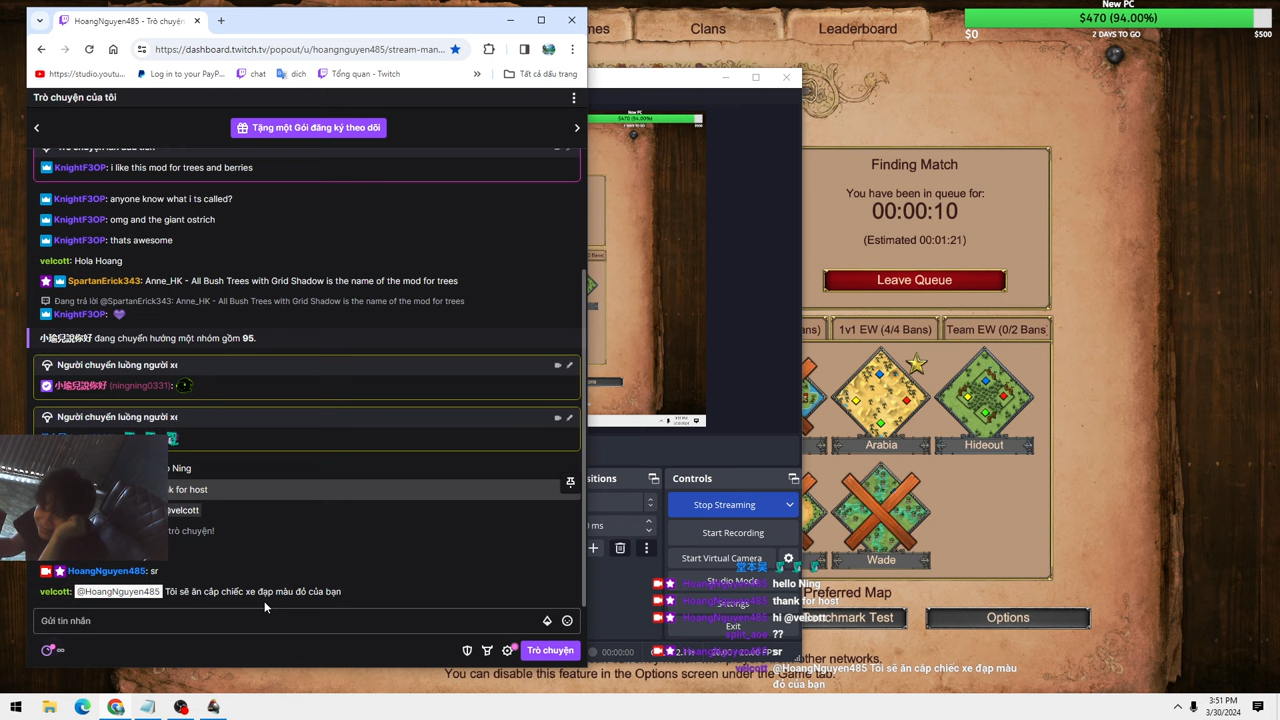 HoangNguyen485 - Trò chuyện
https://dashboard.twitch.tv/popout/u/hoangnguyen485/stream-man...
https://studio.youtu...
Log in to your PayP...
chat
dich
Tổng quan - Twitch
Tất cả dấu trang
Trò chuyện của tôi
Tặng một Gói đăng ký theo dõi
KnightF3OP: i like this mod for trees and berries
KnightF3OP: anyone know what i ts called?
KnightF3OP: omg and the giant ostrich
KnightF3OP: thats awesome
velcott: Hola Hoang
SpartanErick343: Anne_HK - All Bush Trees with Grid Shadow is the name of the mod for trees
Đang trả lời @SpartanErick343: Anne_HK - All Bush Trees with Grid Shadow is the name of the mod for trees
KnightF3OP:
小瑜兒說你好 đang chuyển hướng một nhóm gồm 95.
Người chuyển luồng người xe
小瑜兒說你好 (ningning0331):
Người chuyển luồng người xe
Ning
k for host
@velcott
trò chuyện!
HoangNguyen485: sr
velcott: @HoangNguyen485 Tôi sẽ ăn cắp chiếc xe đạp màu đỏ của bạn
Gửi tin nhắn
Trò chuyện
Clans
Leaderboard
New PC
$470 (94.00%)
$0
2 DAYS TO GO
$500
Finding Match
You have been in queue for:
00:00:10
(Estimated 00:01:21)
Leave Queue
1v1 EW (4/4 Bans)
Team EW (0/2 Bans)
Arabia
Hideout
Wade
Preferred Map
Options
sitions
Controls
Stop Streaming
Start Recording
Start Virtual Camera
Studio Mode
Settings
Exit
00:00:00
HoangNguyen485 hello Ning
HoangNguyen485 thank for host
HoangNguyen485 hi @velcott
split_aoe ??
HoangNguyen485 sr
velcott @HoangNguyen485 Tôi sẽ ăn cắp chiếc xe đạp màu
đỏ của bạn
other networks.
You can disable this feature in the Options screen under the Game tab.
3:51 PM
3/30/2024